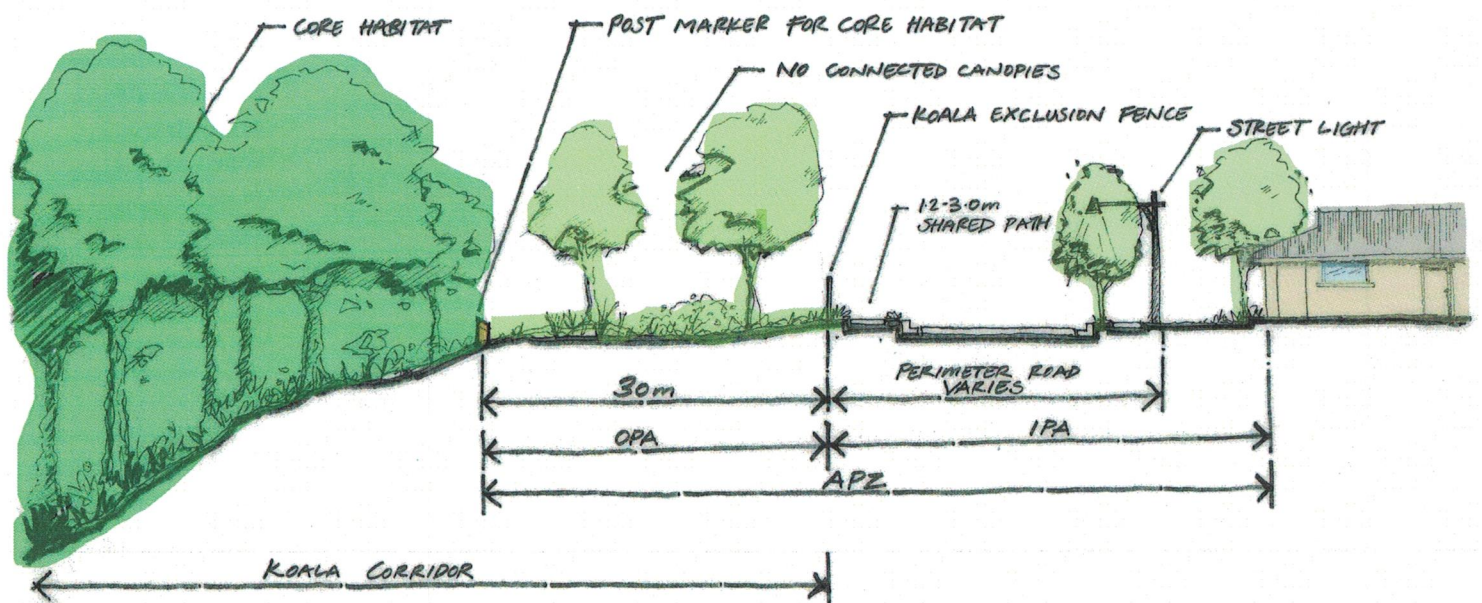 CORE HABITAT
POST MARKER FOR CORE HABITAT
NO CONNECTED CANOPIES
KOALA EXCLUSION FENCE
STREET LIGHT
1.2-3.0m
SHARED PATH
30m
PERIMETER ROAD
VARIES
OPA
IPA
APZ
KOALA CORRIDOR